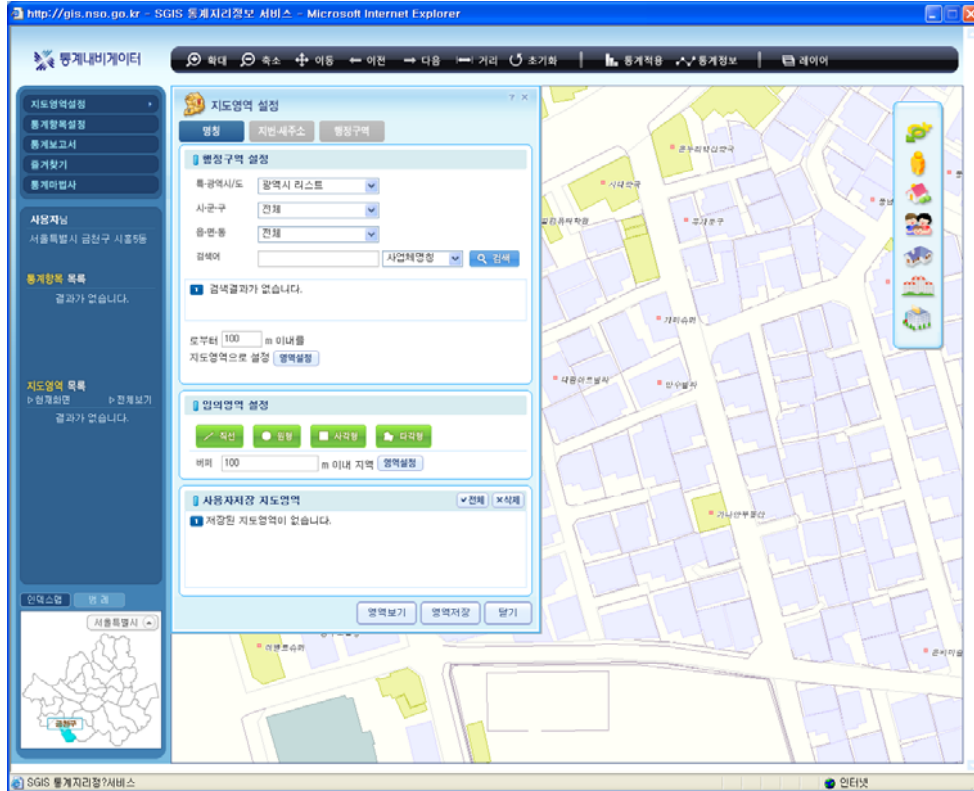 http://gis.nso.go.kr - SGIS 통계지리정보 서비스 - Microsoft Internet Explorer
통계내비게이터
확대 축소 이동 이전 다음 거리 초기화 통계적용 통계정보 레이어
지도영역설정
통계항목설정
통계보고서
즐겨찾기
통계마법사
사용자님
서울특별시 금천구 시흥5동
통계항목 목록
결과가 없습니다.
지도영역 목록
▷현재화면 ▷전체보기
결과가 없습니다.
인덱스맵 범 례
서울특별시
금천구
지도영역 설정 ? ×
명칭 지번·새주소 행정구역
행정구역 설정
특·광역시/도 광역시 리스트
시·군·구 전체
읍·면·동 전체
검색어 사업체명칭 검색
1 검색결과가 없습니다.
로부터 100 m 이내를
지도영역으로 설정 영역설정
임의영역 설정
직선 원형 사각형 다각형
버퍼 100 m 이내 지역 영역설정
사용자저장 지도영역 전체 삭제
1 저장된 지도영역이 없습니다.
영역보기 영역저장 닫기
시대약국
개미슈퍼
가나안부동산
SGIS 통계지리정?서비스
인터넷